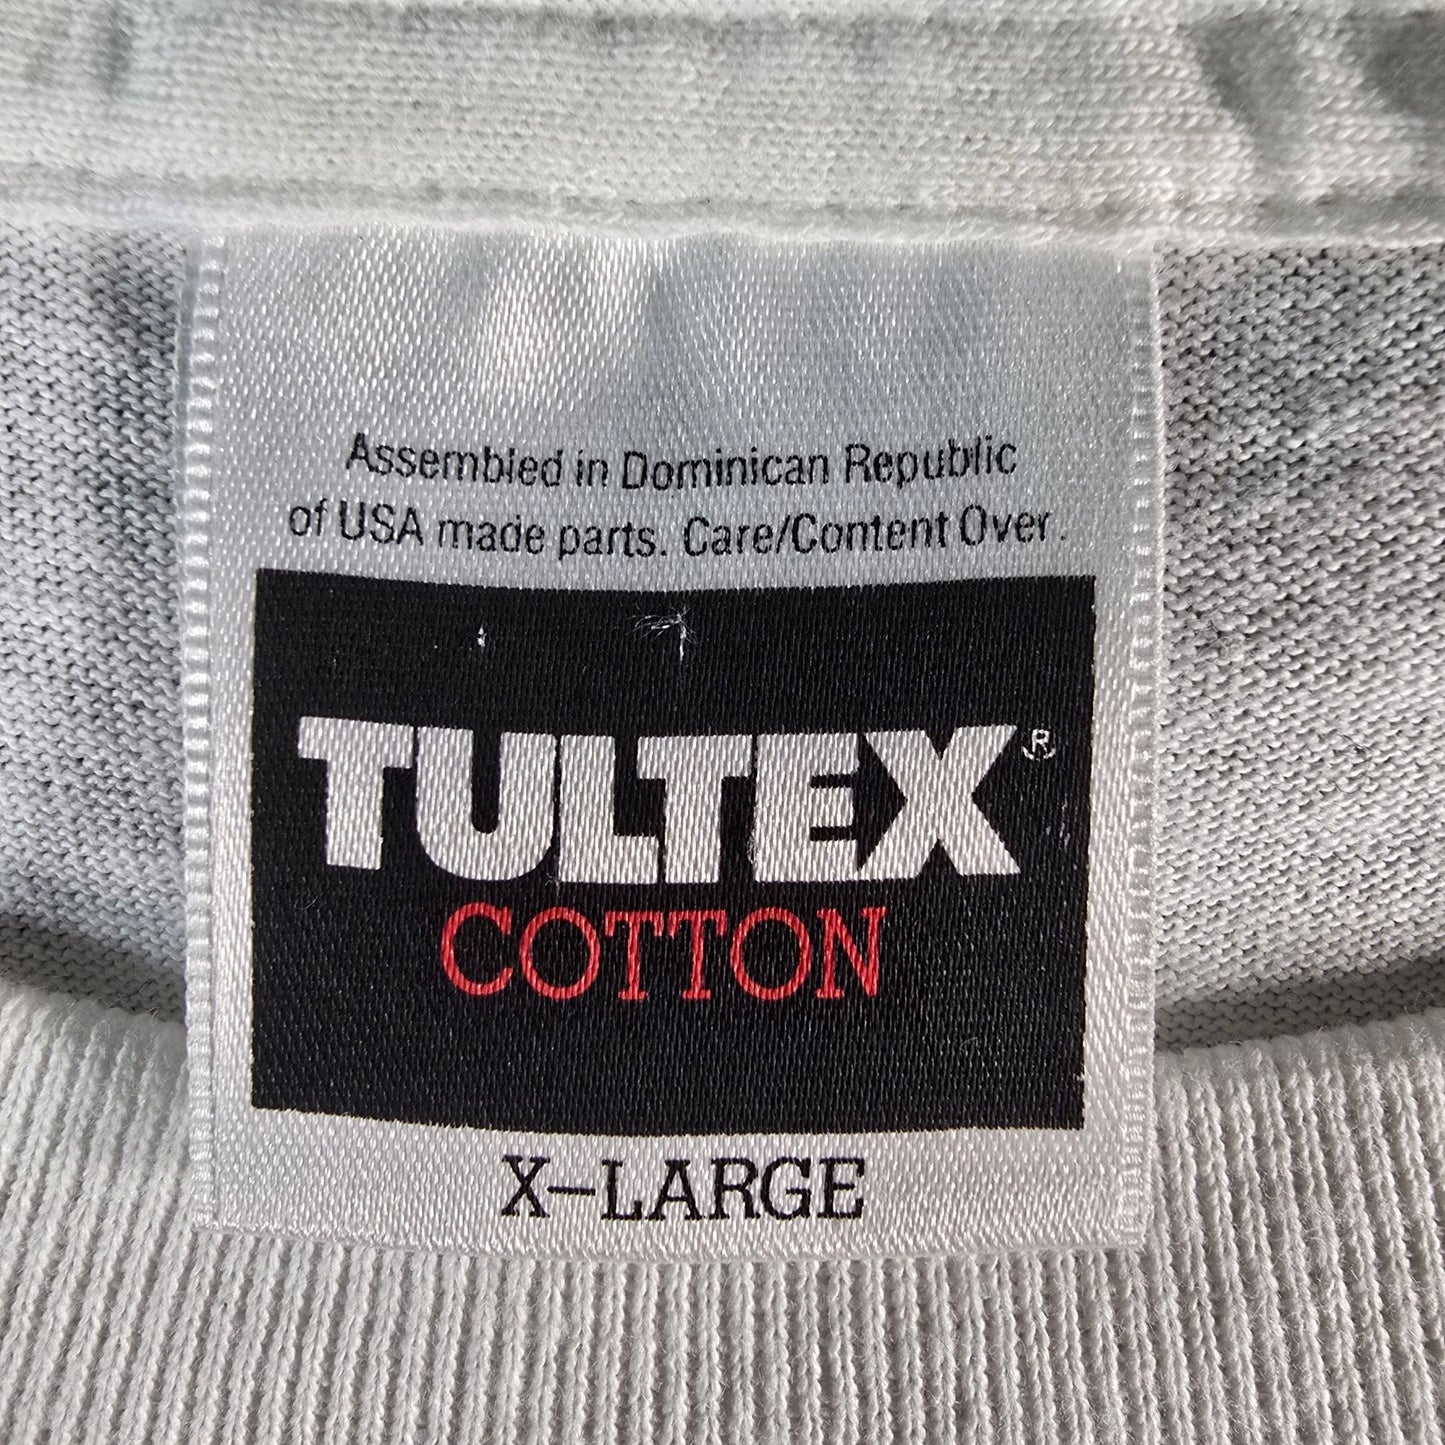 Assembled in Dominican Republic
of USA made parts. Care/Content Over.
TULTEX®
COTTON
X-LARGE